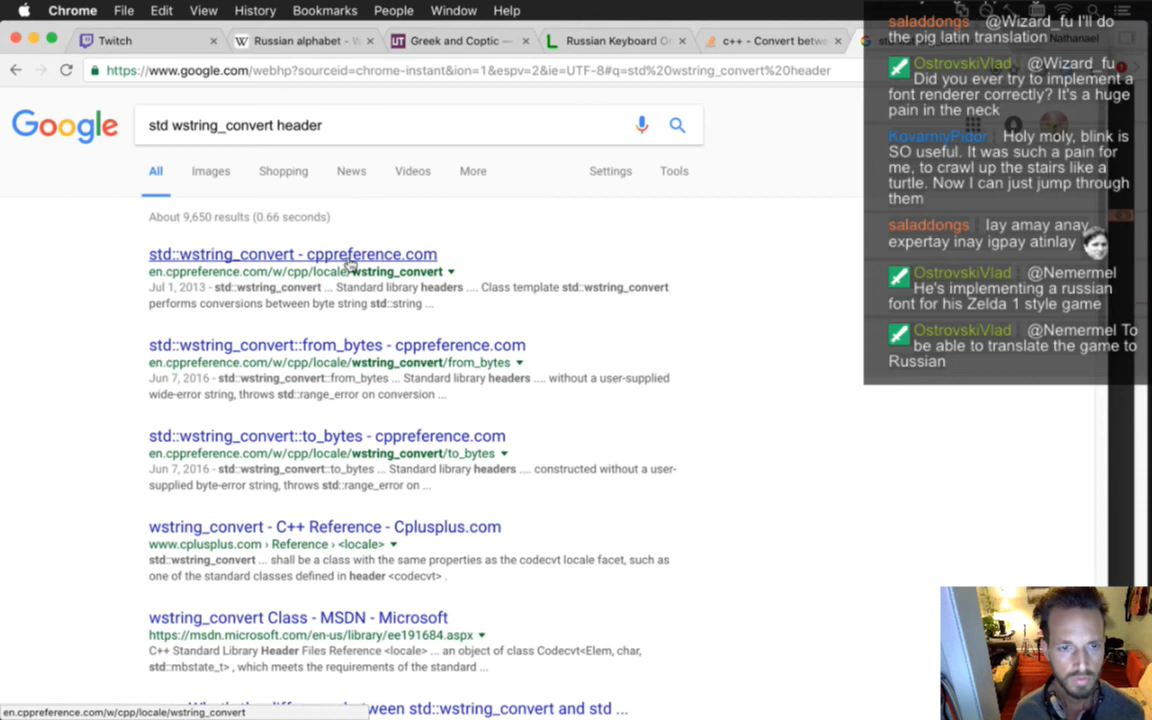 Chrome File Edit View History Bookmarks People Window Help
Twitch
Russian alphabet - W
Greek and Coptic -
Russian Keyboard O
c++ - Convert betwe
Nathanael
https://www.google.com/webhp?sourceid=chrome-instant&ion=1&espv=2&ie=UTF-8#q=std%20wstring_convert%20header
Google
std wstring_convert header
All Images Shopping News Videos More Settings Tools
About 9,650 results (0.66 seconds)
std::wstring_convert - cppreference.com
en.cppreference.com/w/cpp/locale/wstring_convert
Jul 1, 2013 - std::wstring_convert ... Standard library headers .... Class template std::wstring_convert
performs conversions between byte string std::string ...
std::wstring_convert::from_bytes - cppreference.com
en.cppreference.com/w/cpp/locale/wstring_convert/from_bytes
Jun 7, 2016 - std::wstring_convert::from_bytes ... Standard library headers .... without a user-supplied
wide-error string, throws std::range_error on conversion ...
std::wstring_convert::to_bytes - cppreference.com
en.cppreference.com/w/cpp/locale/wstring_convert/to_bytes
Jun 7, 2016 - std::wstring_convert::to_bytes ... Standard library headers .... constructed without a user-
supplied byte-error string, throws std::range_error on ...
wstring_convert - C++ Reference - Cplusplus.com
www.cplusplus.com › Reference › <locale>
std::wstring_convert ... shall be a class with the same properties as the codecvt locale facet, such as
one of the standard classes defined in header <codecvt> .
wstring_convert Class - MSDN - Microsoft
https://msdn.microsoft.com/en-us/library/ee191684.aspx
C++ Standard Library Header Files Reference <locale> ... an object of class Codecvt<Elem, char,
std::mbstate_t> , which meets the requirements of the standard ...
between std::wstring_convert and std ...
en.cppreference.com/w/cpp/locale/wstring_convert
saladdongs @Wizard_fu I'll do
the pig latin translation
OstrovskiVlad @Wizard_fu
Did you ever try to implement a
font renderer correctly? It's a huge
pain in the neck
KovarniyPidor Holy moly, blink is
SO useful. It was such a pain for
me, to crawl up the stairs like a
turtle. Now I can just jump through
them
saladdongs Iay amay anay
expertay inay igpay atinlay
OstrovskiVlad @Nemermel
He's implementing a russian
font for his Zelda 1 style game
OstrovskiVlad @Nemermel To
be able to translate the game to
Russian